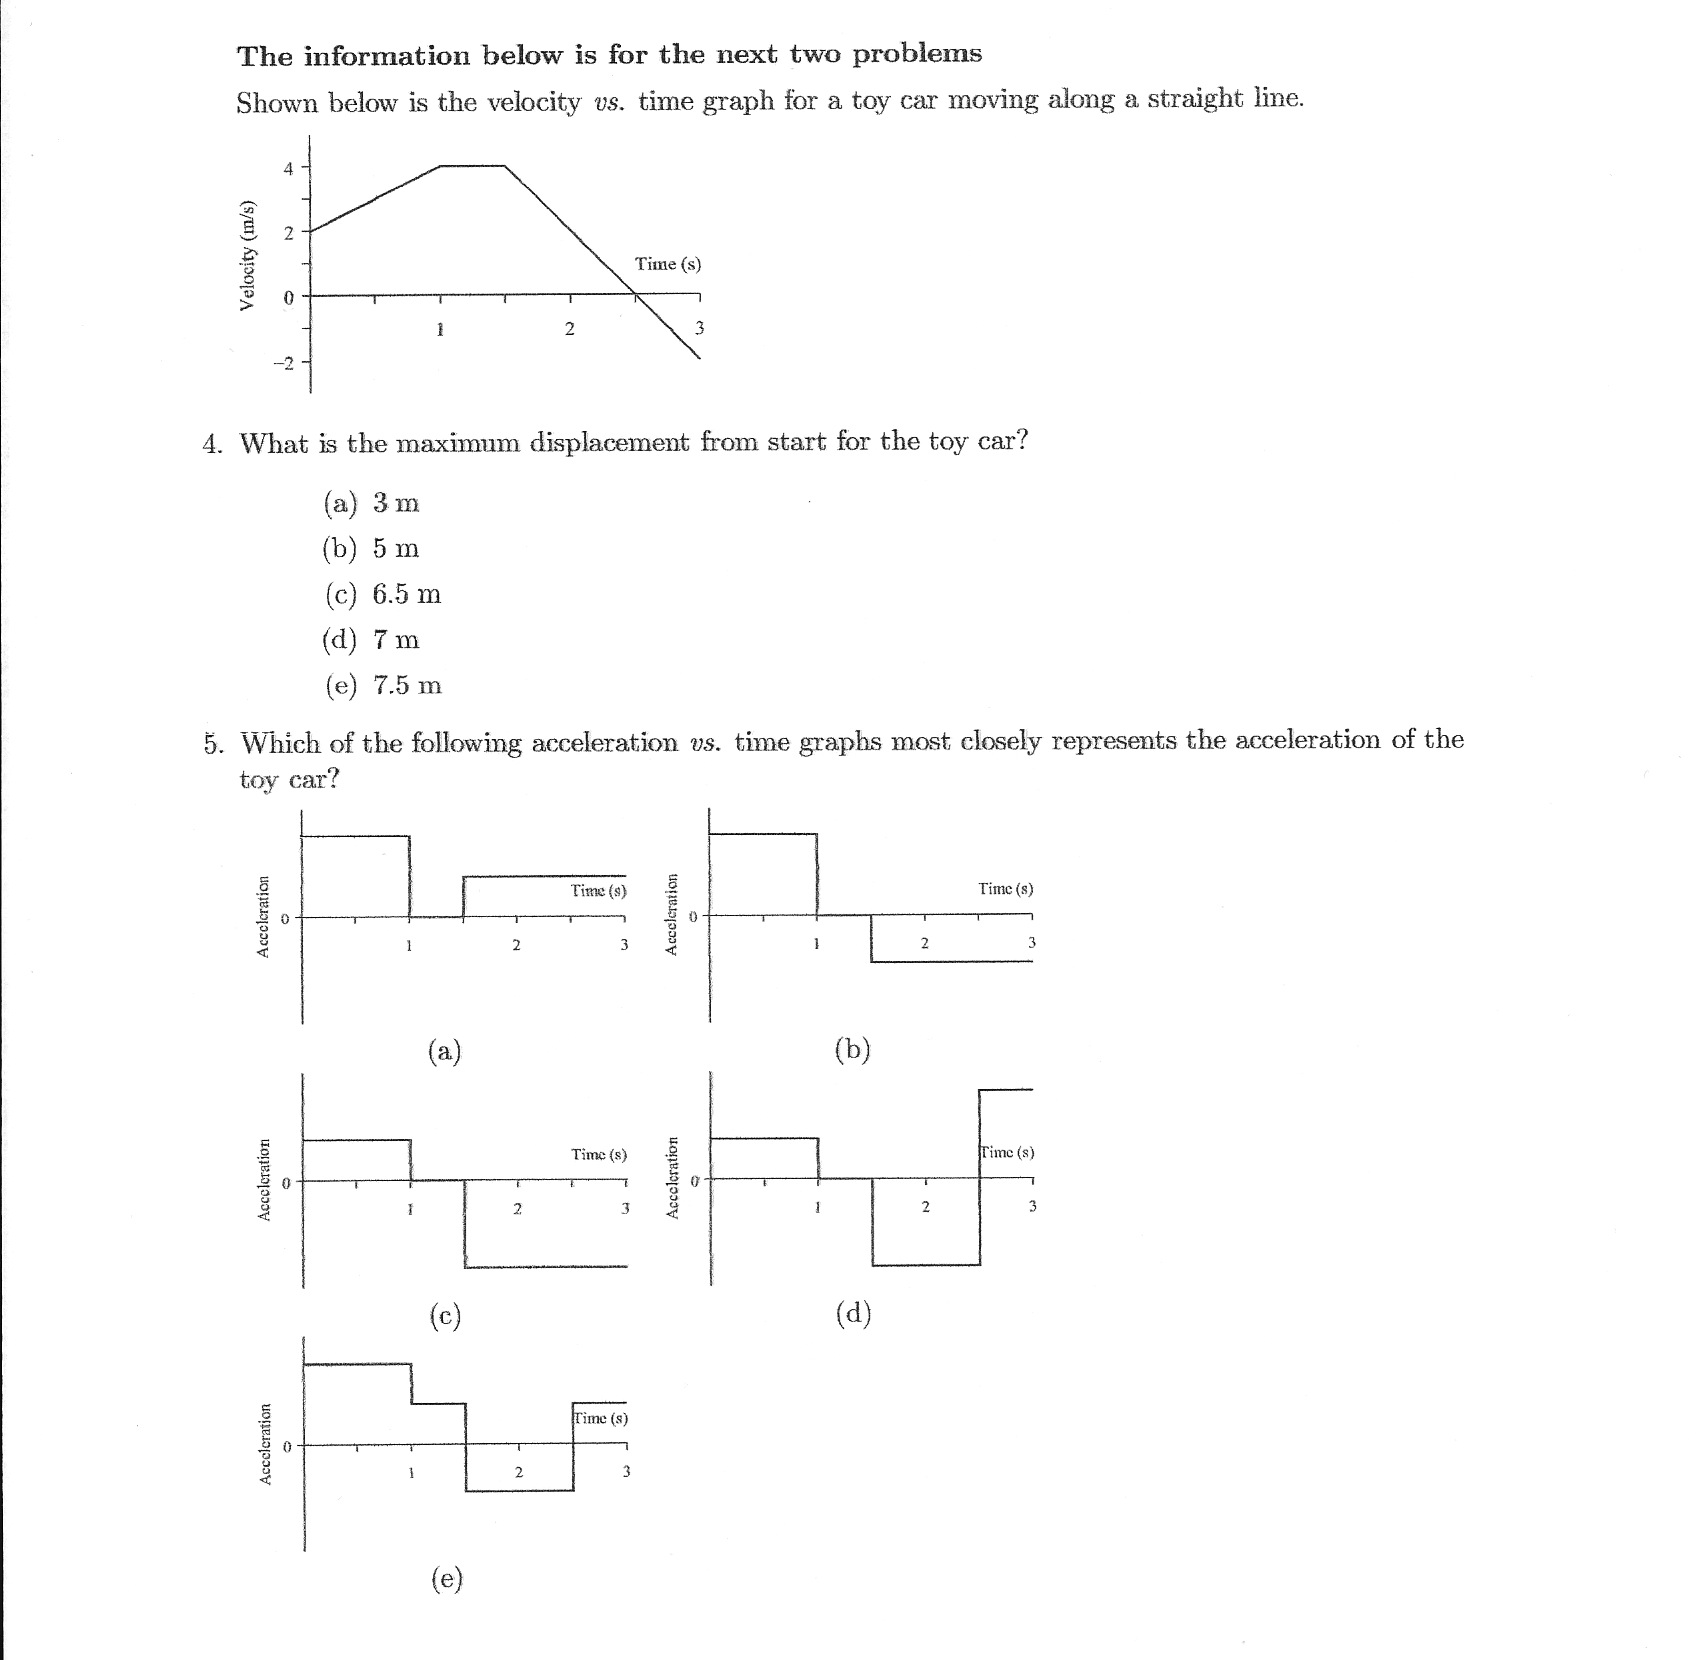 The information below is for the next two problems
Shown below is the velocity vs. time graph for a toy car moving along a straight line.
4
2
0
−2
Velocity (m/s)
Time (s)
1
2
3
4. What is the maximum displacement from start for the toy car?
(a) 3 m
(b) 5 m
(c) 6.5 m
(d) 7 m
(e) 7.5 m
5. Which of the following acceleration vs. time graphs most closely represents the acceleration of the
toy car?
Acceleration
0
Time (s)
1
2
3
(a)
Acceleration
0
Time (s)
1
2
3
(b)
Acceleration
0
Time (s)
1
2
3
(c)
Acceleration
0
Time (s)
1
2
3
(d)
Acceleration
0
Time (s)
1
2
3
(e)